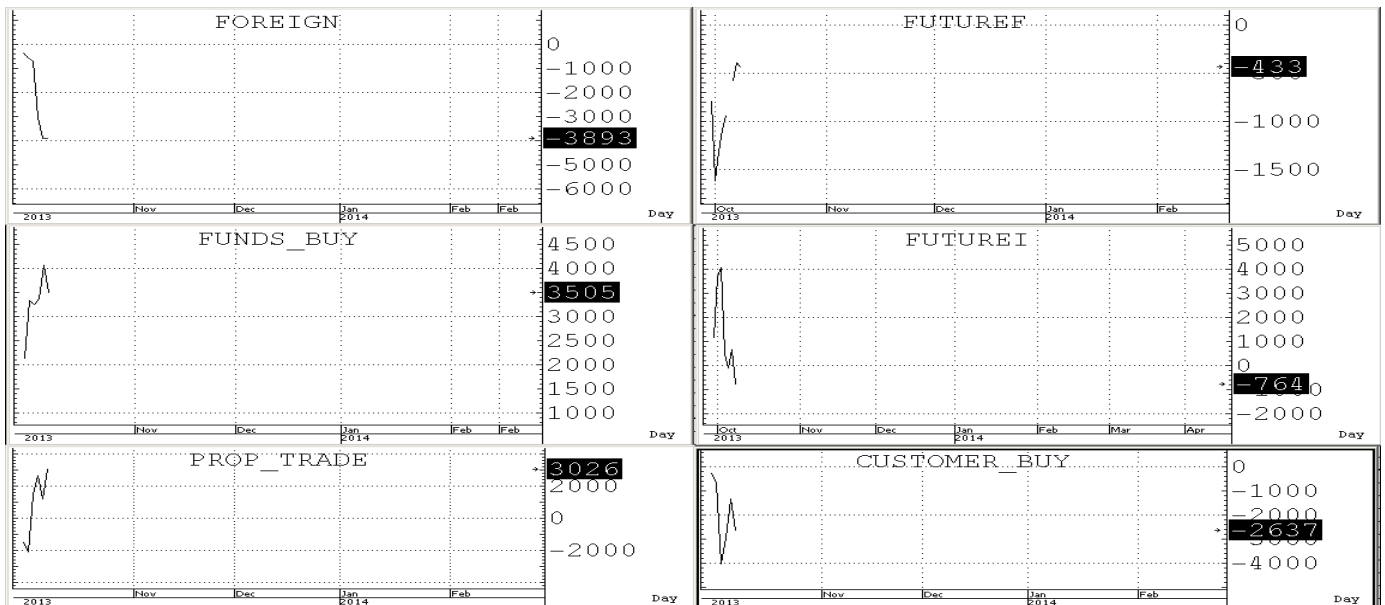 FOREIGN
0
-1000
-2000
-3000
-3893
-5000
-6000
Nov Dec Jan Feb Feb
2013 2014 Day
FUTUREF
0
-433
-1000
-1500
Oct Nov Dec Jan Feb
2013 2014 Day
FUNDS_BUY
4500
4000
3505
3000
2500
2000
1500
1000
Nov Dec Jan Feb Feb
2013 2014 Day
FUTUREI
5000
4000
3000
2000
1000
0
-764
-2000
Oct Nov Dec Jan Feb Mar Apr
2013 2014 Day
PROP_TRADE
3026
2000
0
-2000
Nov Dec Jan Feb
2013 2014 Day
CUSTOMER_BUY
0
-1000
-2000
-2637
-4000
Nov Dec Jan Feb
2013 2014 Day